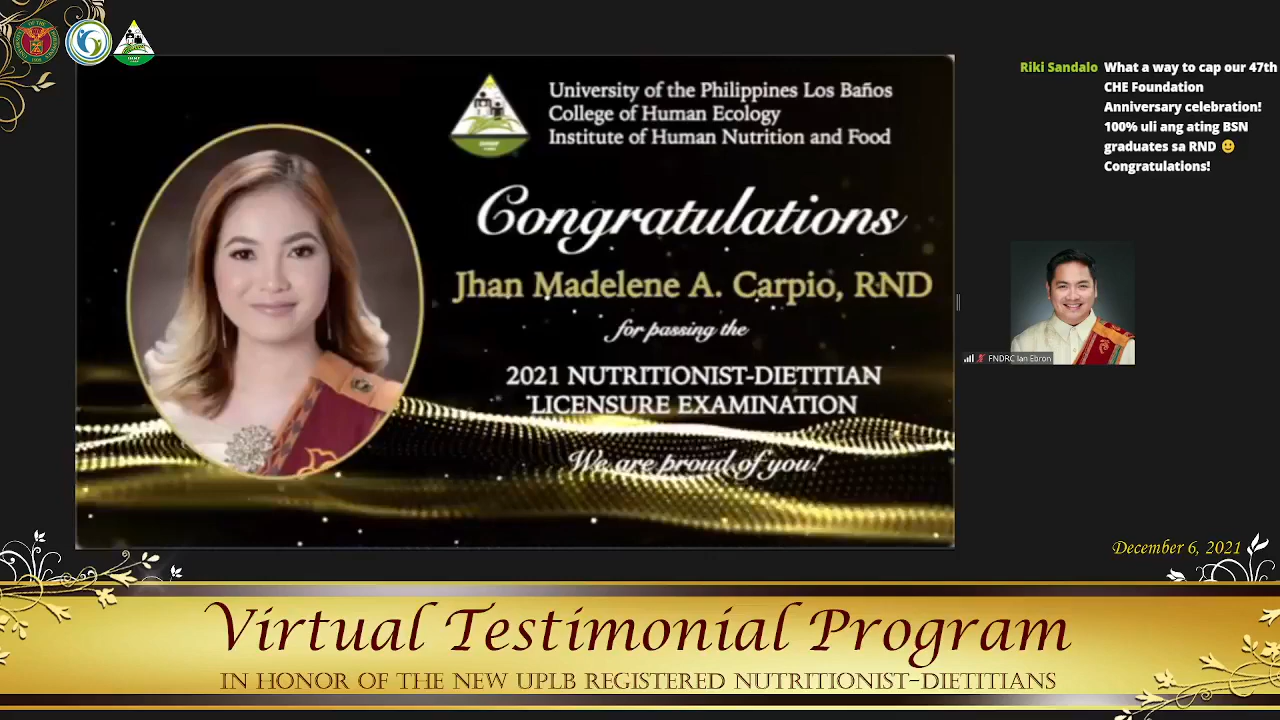 University of the Philippines Los Baños
College of Human Ecology
Institute of Human Nutrition and Food
Congratulations
Jhan Madelene A. Carpio, RND
for passing the
2021 NUTRITIONIST-DIETITIAN
LICENSURE EXAMINATION
We are proud of you!
Riki Sandalo What a way to cap our 47th
CHE Foundation
Anniversary celebration!
100% uli ang ating BSN
graduates sa RND 🙂
Congratulations!
FNDRC Ian Ebron
December 6, 2021
Virtual Testimonial Program
IN HONOR OF THE NEW UPLB REGISTERED NUTRITIONIST-DIETITIANS